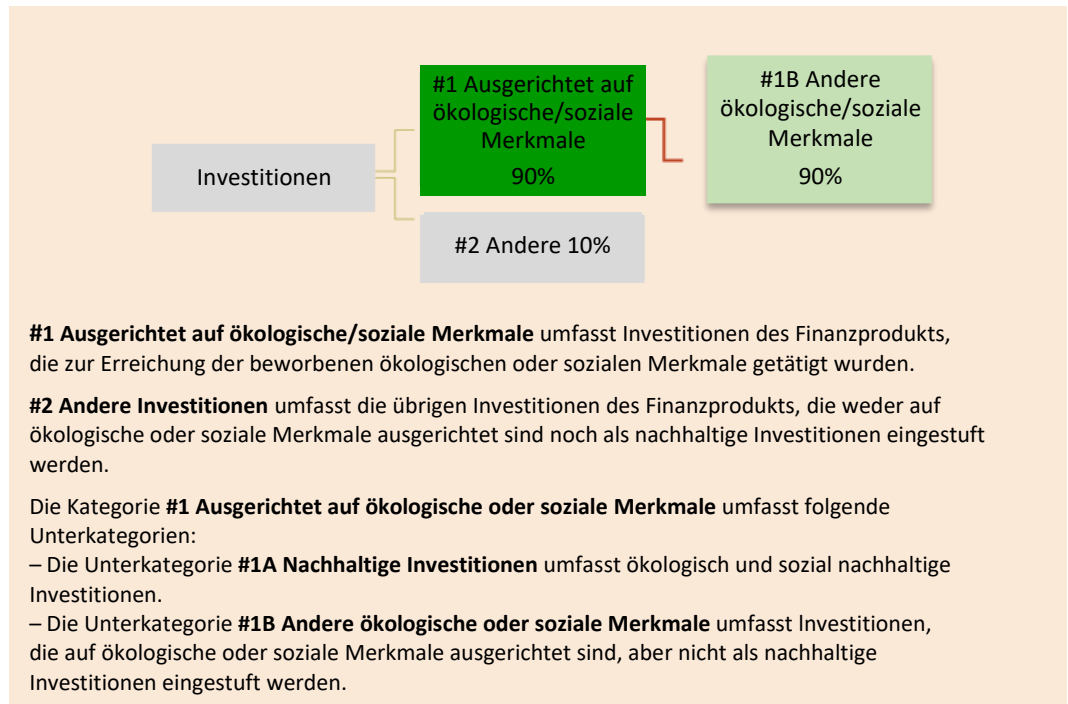 #1 Ausgerichtet auf
ökologische/soziale
Merkmale
90%
#1B Andere
ökologische/soziale
Merkmale
90%
Investitionen
#2 Andere 10%
#1 Ausgerichtet auf ökologische/soziale Merkmale umfasst Investitionen des Finanzprodukts,
die zur Erreichung der beworbenen ökologischen oder sozialen Merkmale getätigt wurden.
#2 Andere Investitionen umfasst die übrigen Investitionen des Finanzprodukts, die weder auf
ökologische oder soziale Merkmale ausgerichtet sind noch als nachhaltige Investitionen eingestuft
werden.
Die Kategorie #1 Ausgerichtet auf ökologische oder soziale Merkmale umfasst folgende
Unterkategorien:
– Die Unterkategorie #1A Nachhaltige Investitionen umfasst ökologisch und sozial nachhaltige
Investitionen.
– Die Unterkategorie #1B Andere ökologische oder soziale Merkmale umfasst Investitionen,
die auf ökologische oder soziale Merkmale ausgerichtet sind, aber nicht als nachhaltige
Investitionen eingestuft werden.